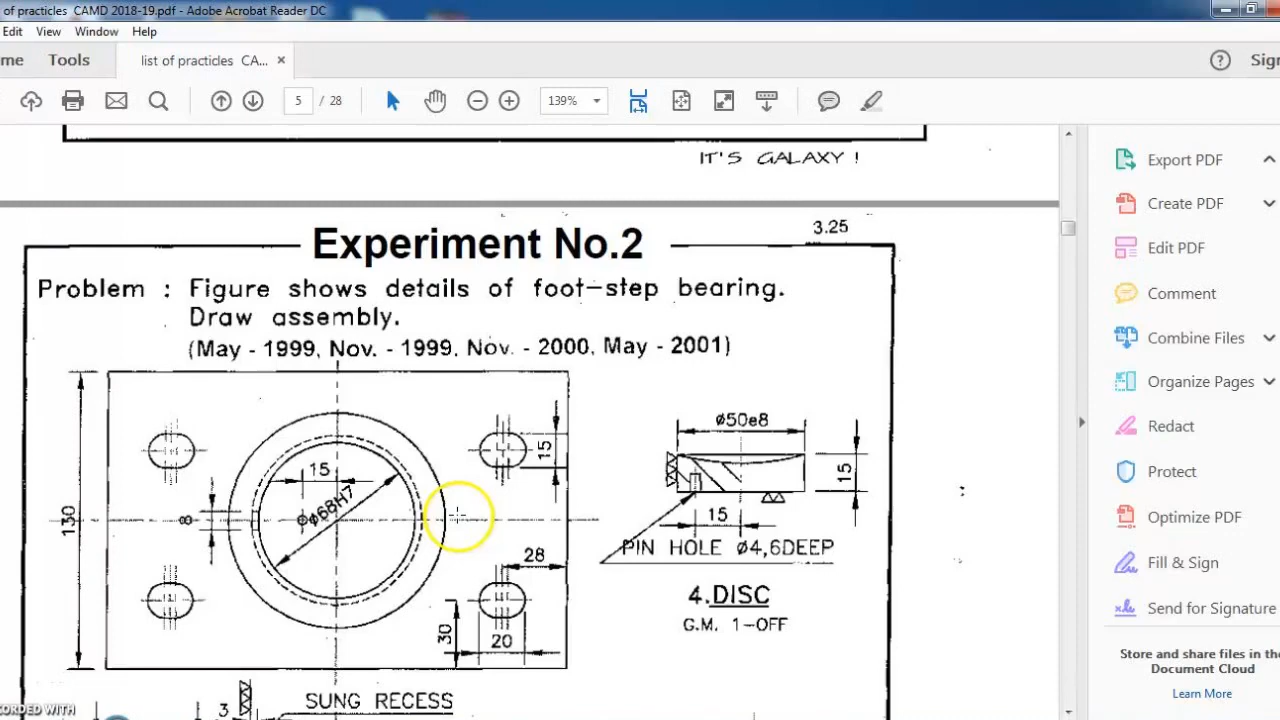 of practicles CAMD 2018-19.pdf - Adobe Acrobat Reader DC
Edit View Window Help
me Tools list of practicles CA... ×
5 / 28 139%
? Sign
IT'S GALAXY !
Experiment No.2
3.25
Problem : Figure shows details of foot-step bearing.
Draw assembly.
(May - 1999, Nov. - 1999, Nov. - 2000, May - 2001)
130
8
15
ø68H7
15
28
30
20
3
SUNG RECESS
ø50e8
15
15
PIN HOLE ø4,6DEEP
4.DISC
G.M. 1-OFF
Export PDF
Create PDF
Edit PDF
Comment
Combine Files
Organize Pages
Redact
Protect
Optimize PDF
Fill & Sign
Send for Signature
Store and share files in the
Document Cloud
Learn More
CORDED WITH